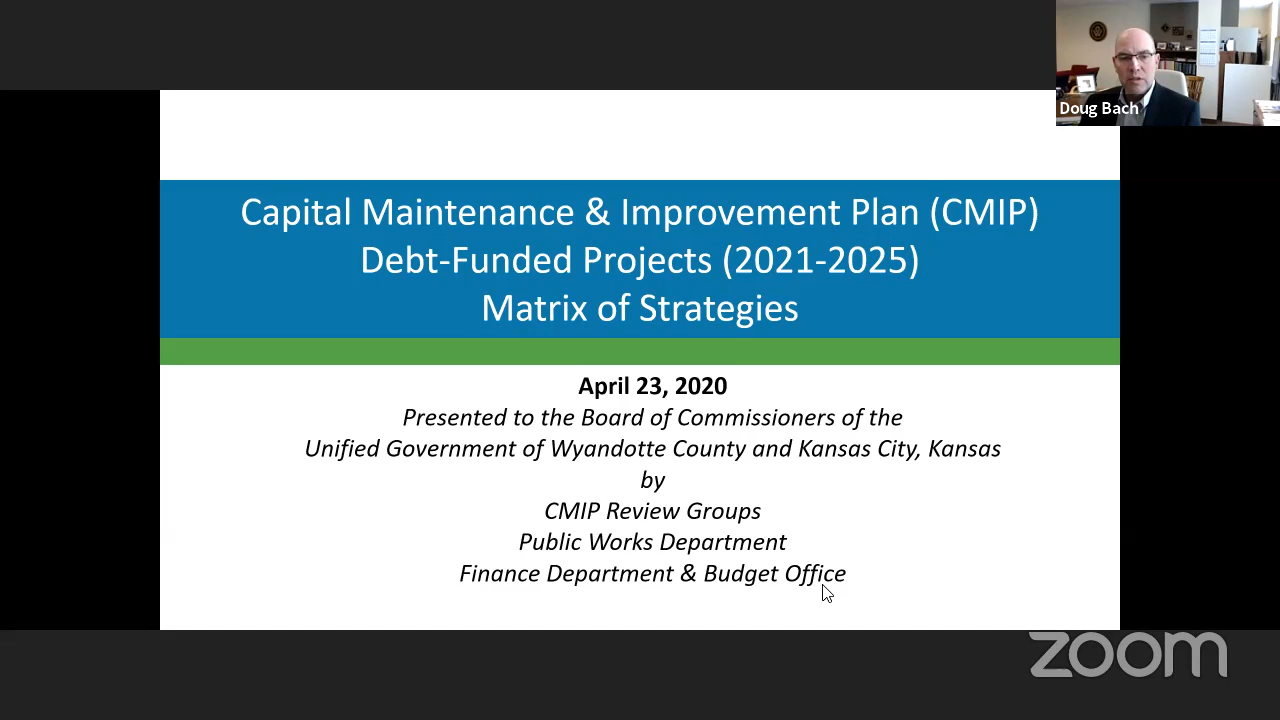 Doug Bach
Capital Maintenance & Improvement Plan (CMIP)
Debt-Funded Projects (2021-2025)
Matrix of Strategies
April 23, 2020
Presented to the Board of Commissioners of the
Unified Government of Wyandotte County and Kansas City, Kansas
by
CMIP Review Groups
Public Works Department
Finance Department & Budget Office
zoom